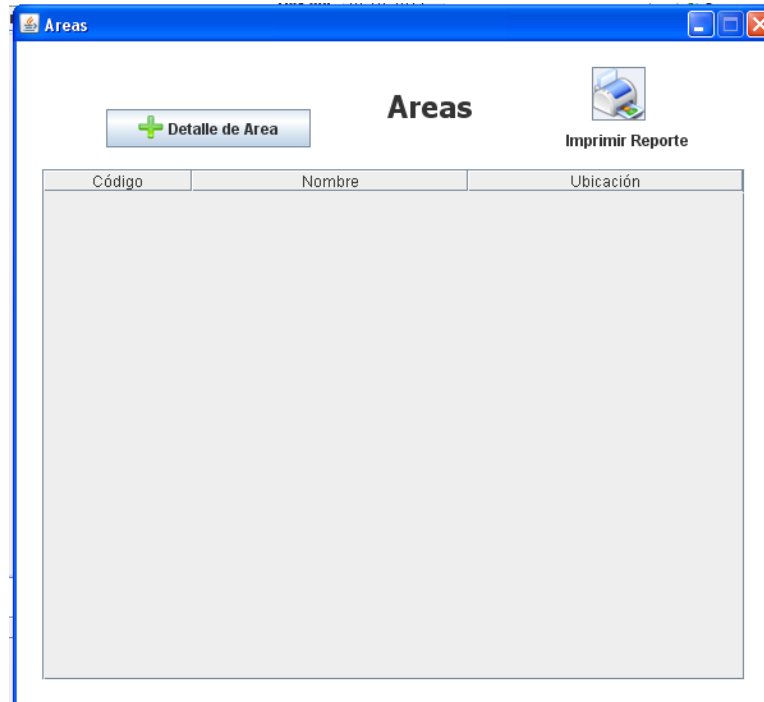 Areas
Areas
Detalle de Area
Imprimir Reporte
Código Nombre Ubicación